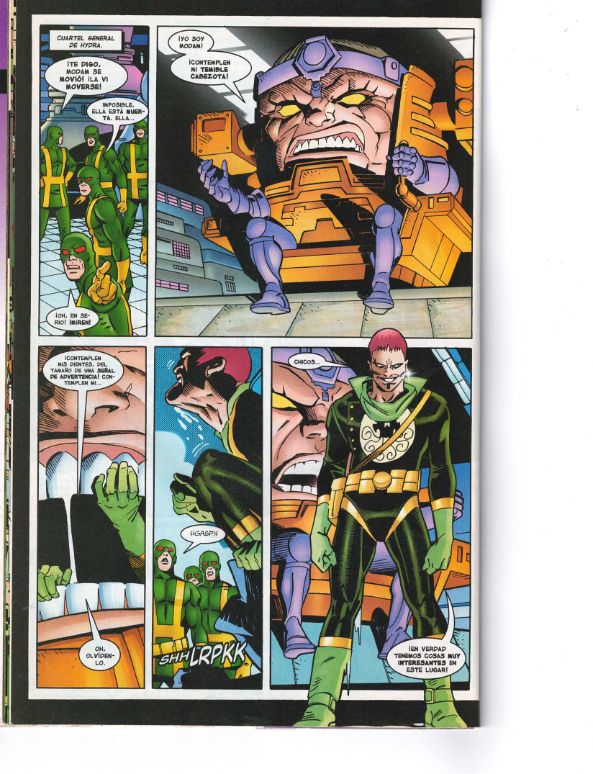 CUARTEL GENERAL
DE HYDRA.
¡TE DIGO,
MODAM SE
MOVIÓ! ¡LA VI
MOVERSE!
IMPOSIBLE,
ELLA ESTÁ MUER-
TA. ELLA...
¡OH, EN SE-
RIO! ¡MIREN!
¡YO SOY
MODAM!
¡CONTEMPLEN
MI TEMIBLE
CABEZOTA!
¡CONTEMPLEN
MIS DIENTES, DEL
TAMAÑO DE UNA SEÑAL
DE ADVERTENCIA! CON-
TEMPLEN MI...
OH,
OLVÍDEN-
LO.
¡¡GASP!!
SHHLRPKK
CHICOS...
¡EN VERDAD
TENEMOS COSAS MUY
INTERESANTES EN
ESTE LUGAR!